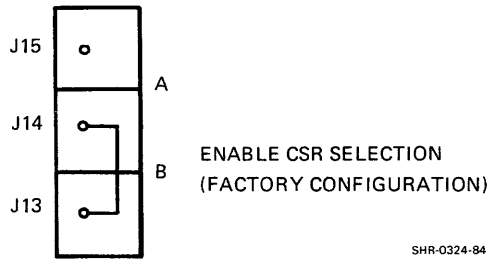 J15
A
J14
B
J13
ENABLE CSR SELECTION
(FACTORY CONFIGURATION)
SHR-0324-84